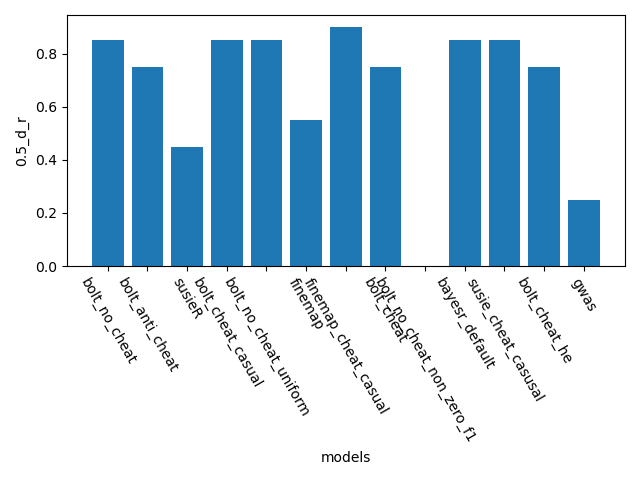 0.8
0.6
0.4
0.2
0.0
0.5_d_r
bolt_no_cheat
bolt_anti_cheat
susieR
bolt_cheat_casual
bolt_no_cheat_uniform
finemap
finemap_cheat_casual
bolt_cheat
bolt_no_cheat_non_zero_f1
bayesr_default
susie_cheat_casusal
bolt_cheat_he
gwas
models